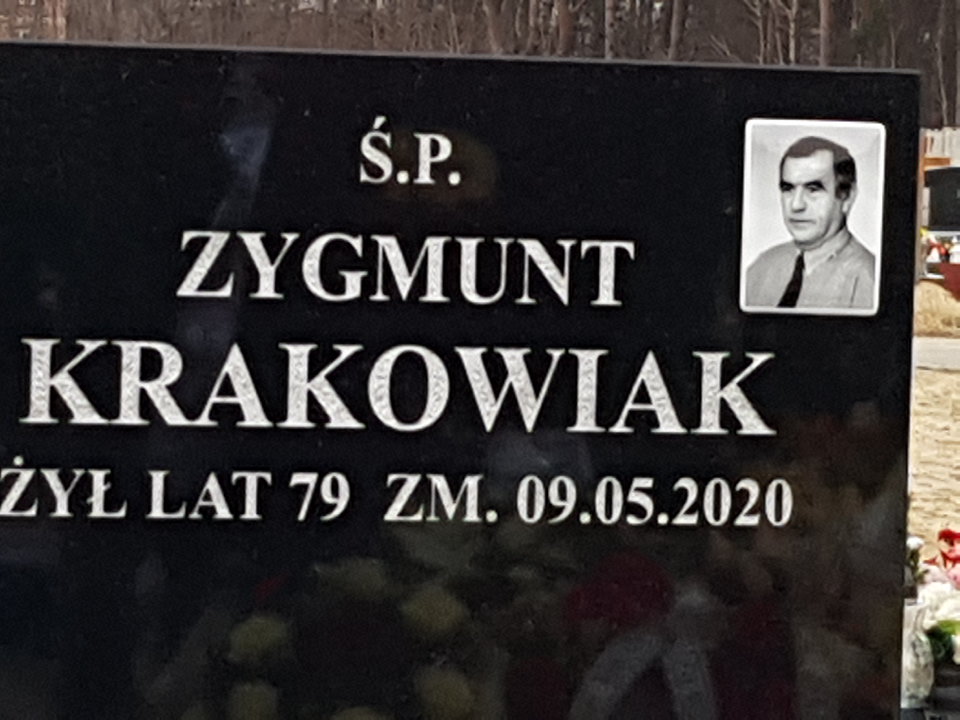 Ś.P.
ZYGMUNT
KRAKOWIAK
ŻYŁ LAT 79 ZM. 09.05.2020